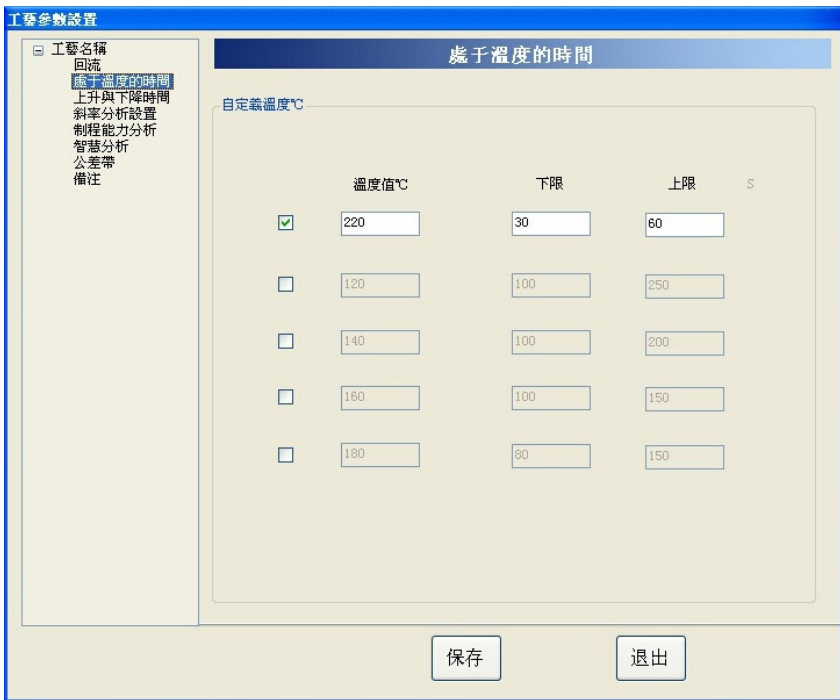 工藝參數設置
工藝名稱
回流
處于溫度的時間
上升與下降時間
斜率分析設置
制程能力分析
智慧分析
公差帶
備注
處于溫度的時間
自定義溫度℃
溫度值℃ 下限 上限 S
220 30 60
120 100 250
140 100 200
160 100 150
180 80 150
保存 退出